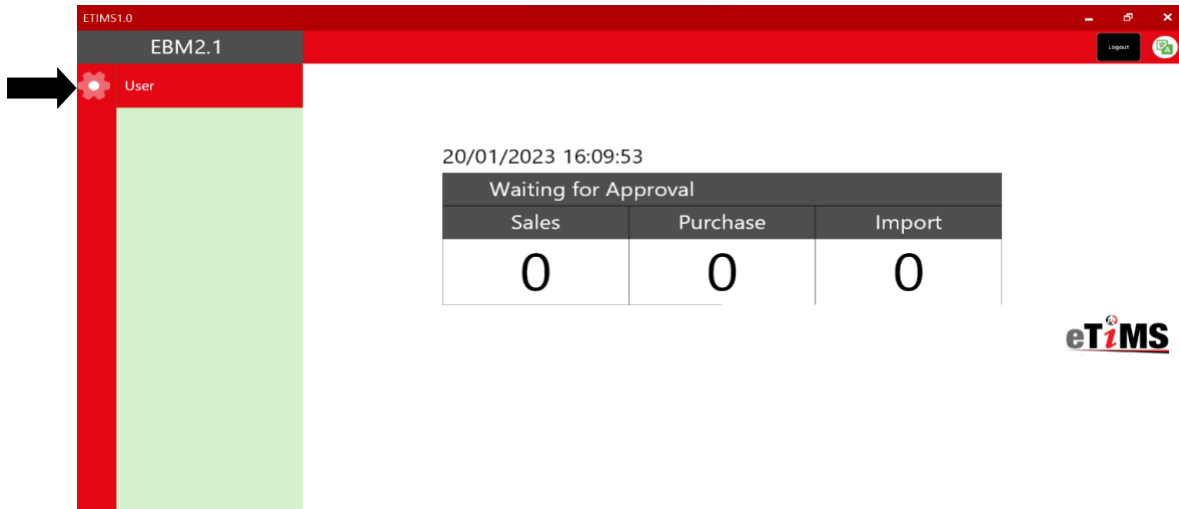 ETIMS1.0
EBM2.1
Logout
User
20/01/2023 16:09:53
Waiting for Approval
Sales Purchase Import
0 0 0
eTiMS